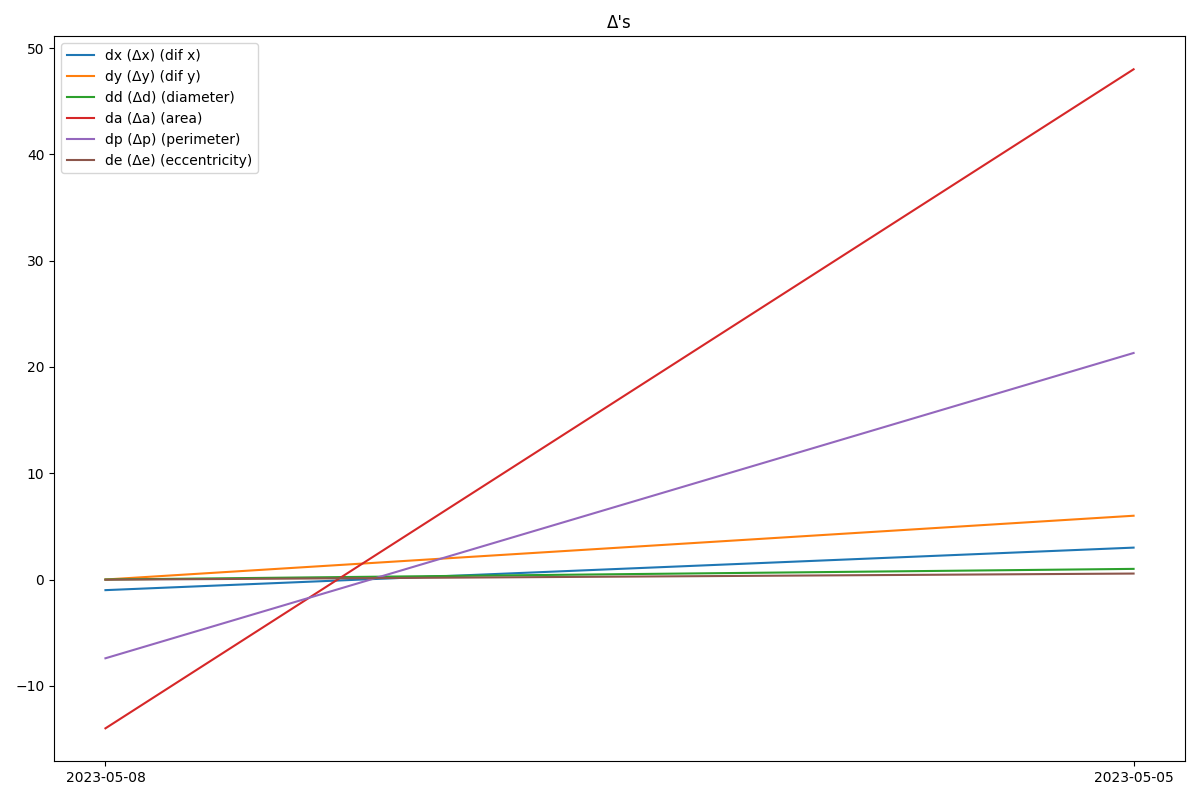 Δ's
dx (Δx) (dif x)
dy (Δy) (dif y)
dd (Δd) (diameter)
da (Δa) (area)
dp (Δp) (perimeter)
de (Δe) (eccentricity)
50
40
30
20
10
0
−10
2023-05-08
2023-05-05